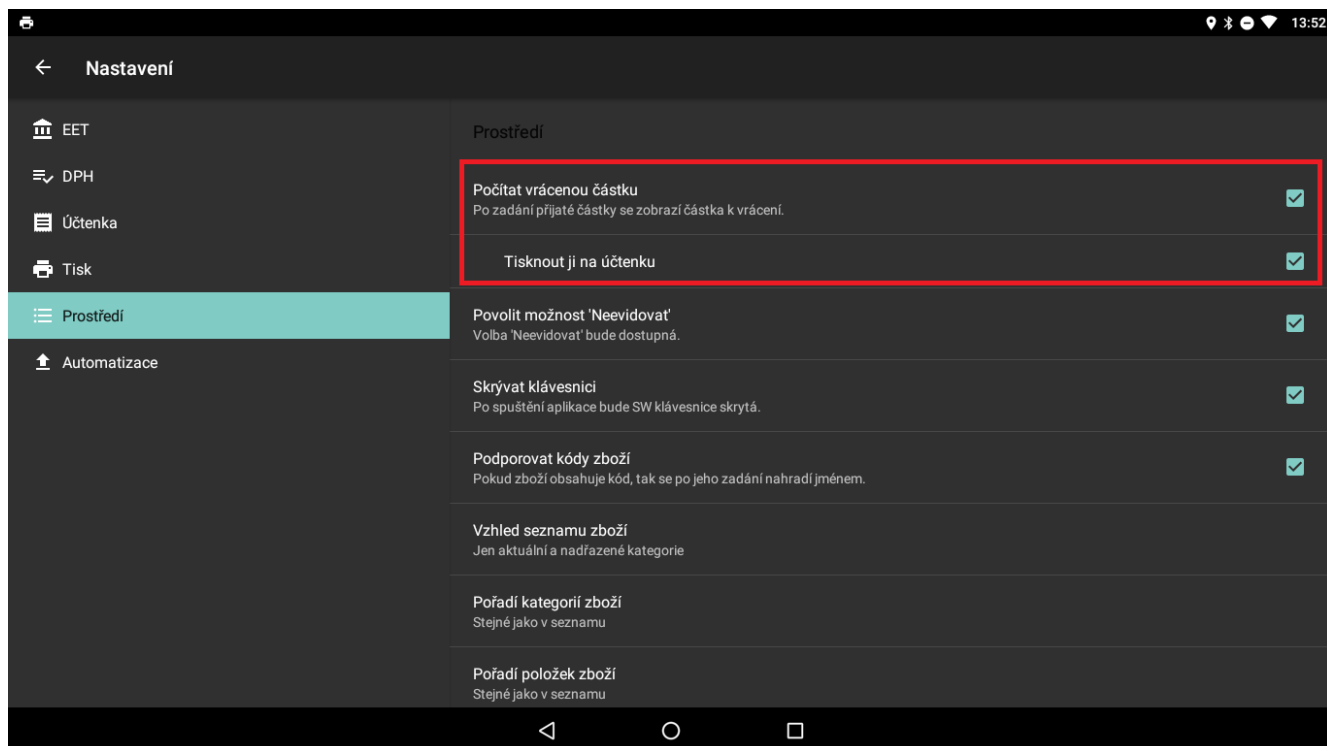 13:52
Nastavení
EET
DPH
Účtenka
Tisk
Prostředí
Automatizace
Prostředí
Počítat vrácenou částku
Po zadání přijaté částky se zobrazí částka k vrácení.
Tisknout ji na účtenku
Povolit možnost 'Neevidovat'
Volba 'Neevidovat' bude dostupná.
Skrývat klávesnici
Po spuštění aplikace bude SW klávesnice skrytá.
Podporovat kódy zboží
Pokud zboží obsahuje kód, tak se po jeho zadání nahradí jménem.
Vzhled seznamu zboží
Jen aktuální a nadřazené kategorie
Pořadí kategorií zboží
Stejné jako v seznamu
Pořadí položek zboží
Stejné jako v seznamu